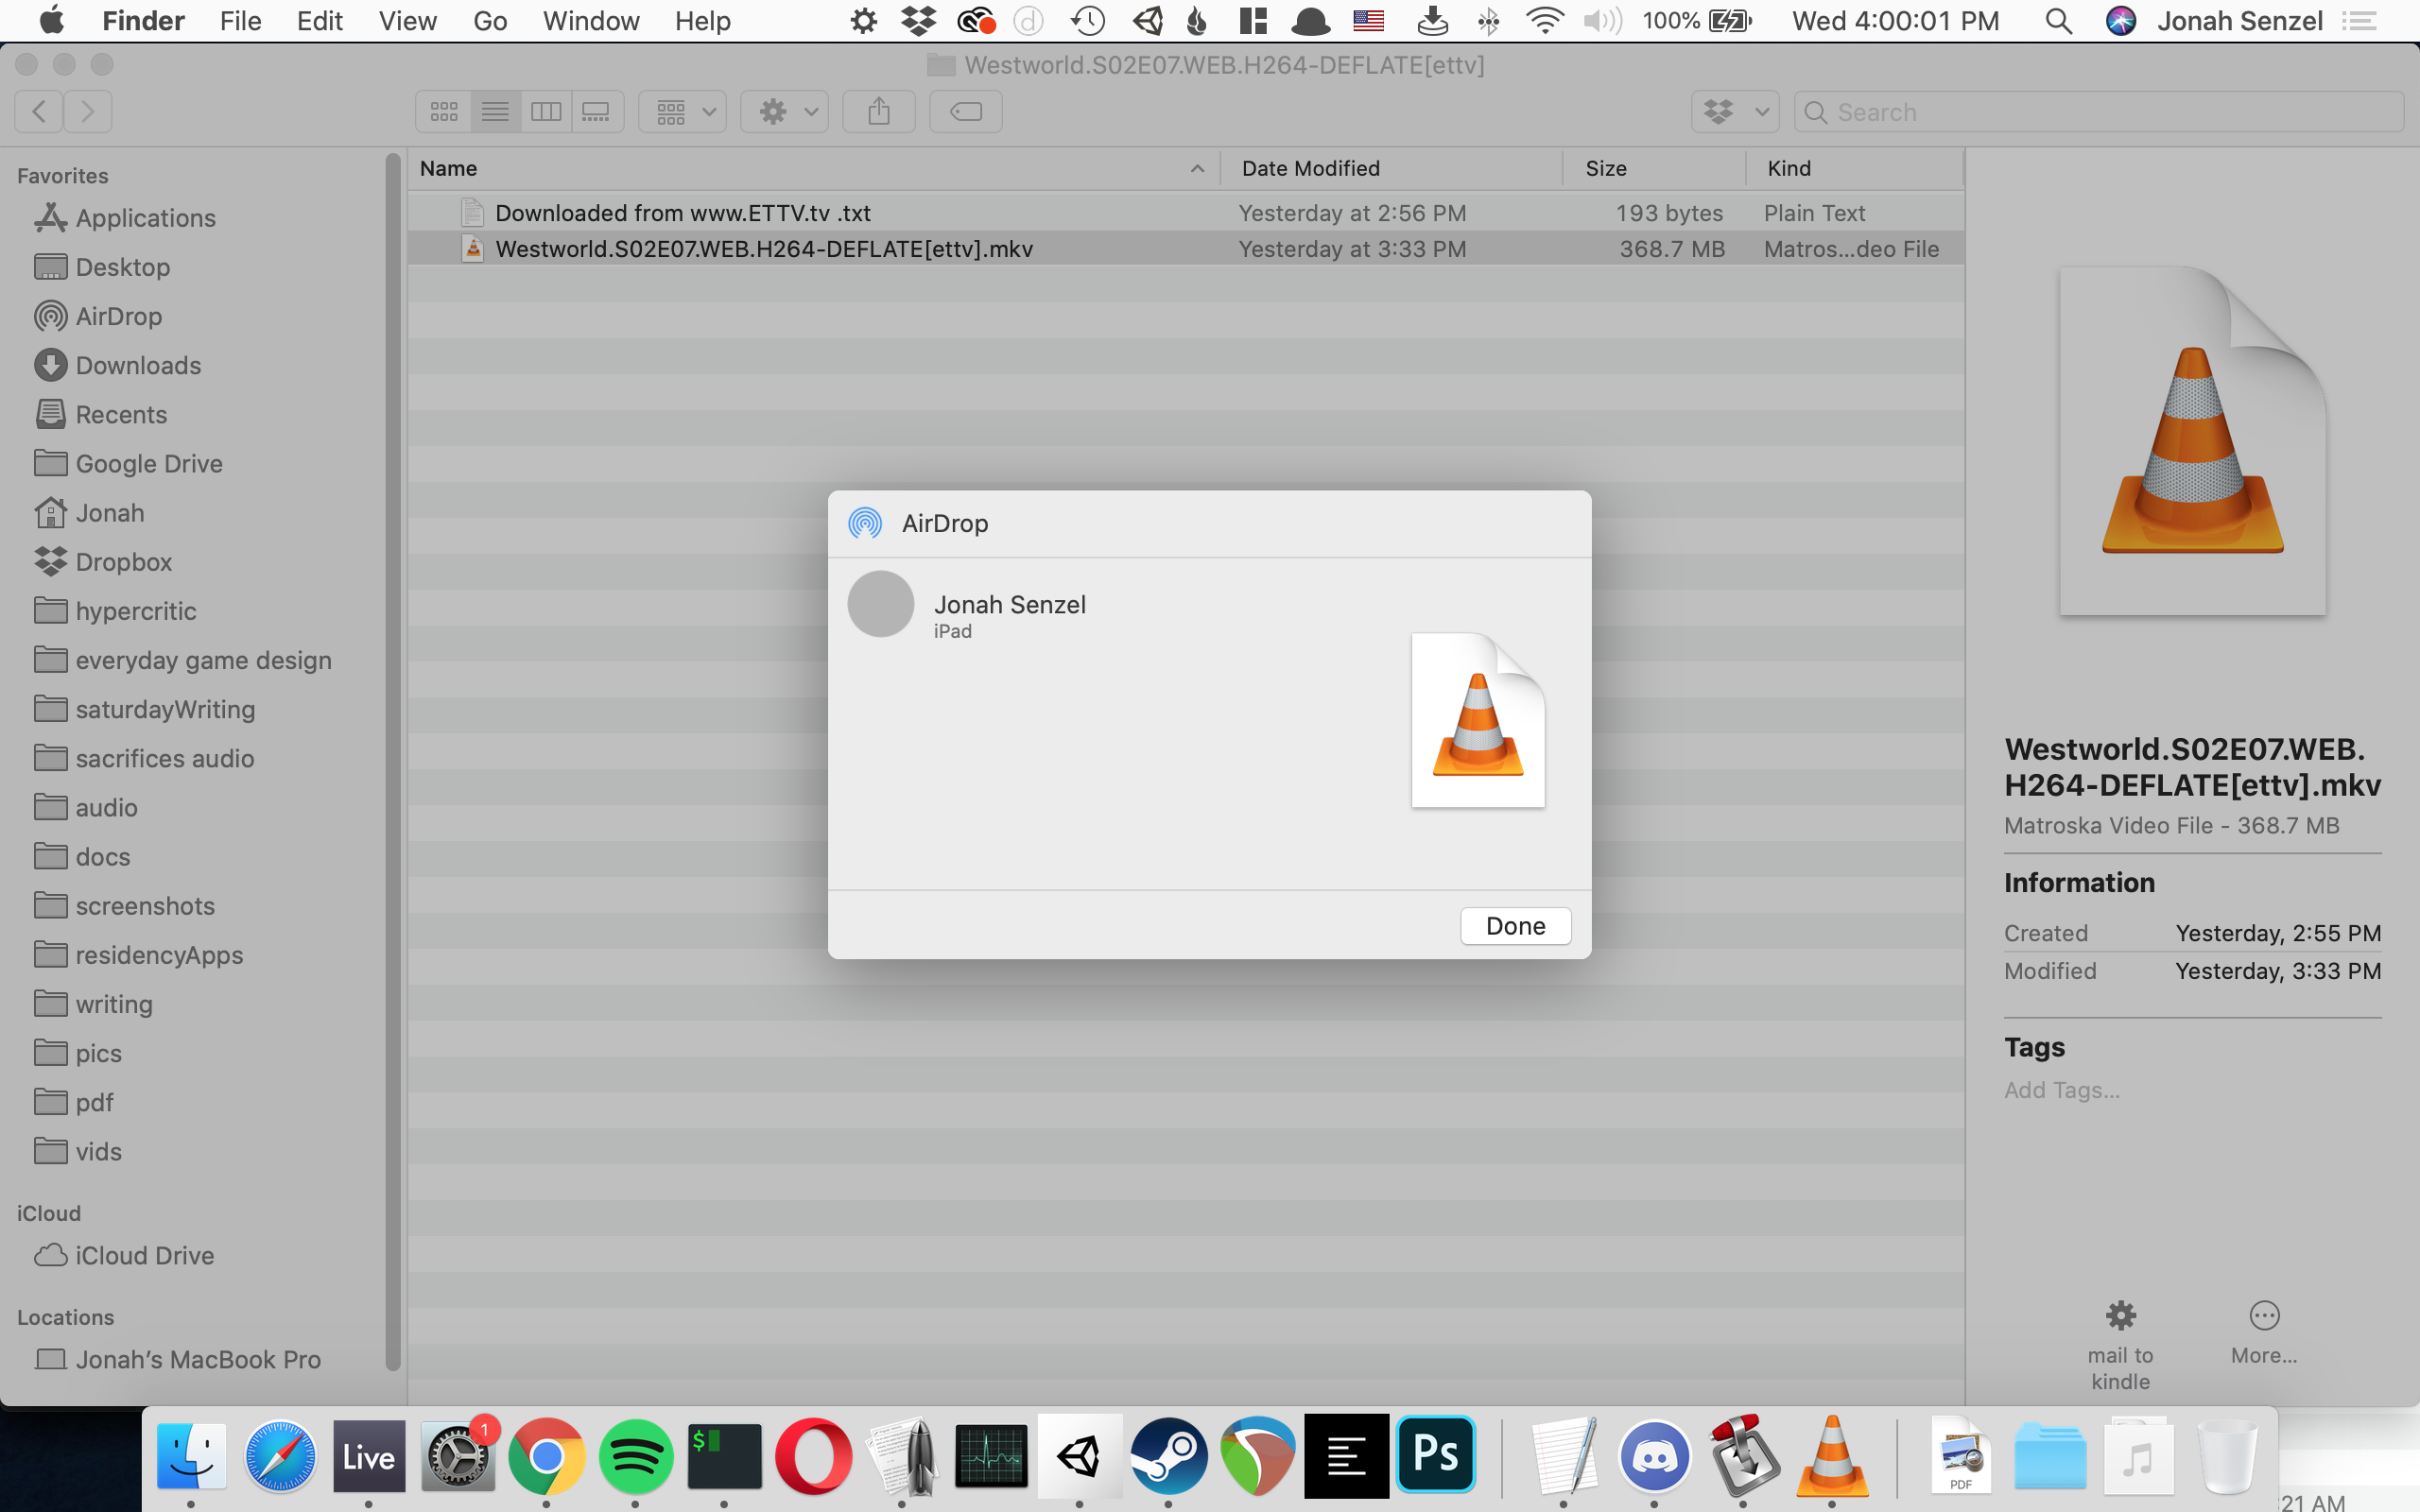 Finder File Edit View Go Window Help 100% Wed 4:00:01 PM Jonah Senzel
Westworld.S02E07.WEB.H264-DEFLATE[ettv]
Search
Favorites
Applications
Desktop
AirDrop
Downloads
Recents
Google Drive
Jonah
Dropbox
hypercritic
everyday game design
saturdayWriting
sacrifices audio
audio
docs
screenshots
residencyApps
writing
pics
pdf
vids
iCloud
iCloud Drive
Locations
Jonah’s MacBook Pro
Name Date Modified Size Kind
Downloaded from www.ETTV.tv .txt Yesterday at 2:56 PM 193 bytes Plain Text
Westworld.S02E07.WEB.H264-DEFLATE[ettv].mkv Yesterday at 3:33 PM 368.7 MB Matros...deo File
AirDrop
Jonah Senzel
iPad
Done
Westworld.S02E07.WEB.
H264-DEFLATE[ettv].mkv
Matroska Video File - 368.7 MB
Information
Created Yesterday, 2:55 PM
Modified Yesterday, 3:33 PM
Tags
Add Tags...
mail to
kindle
More...
Live
1
$
Ps
PDF
:21 AM